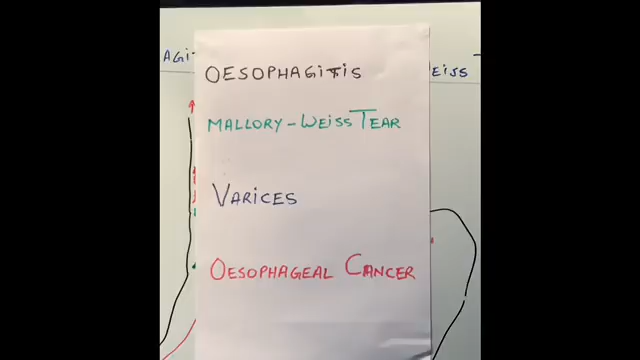 OESOPHAGITIS
MALLORY-WEISS TEAR
VARICES
OESOPHAGEAL CANCER